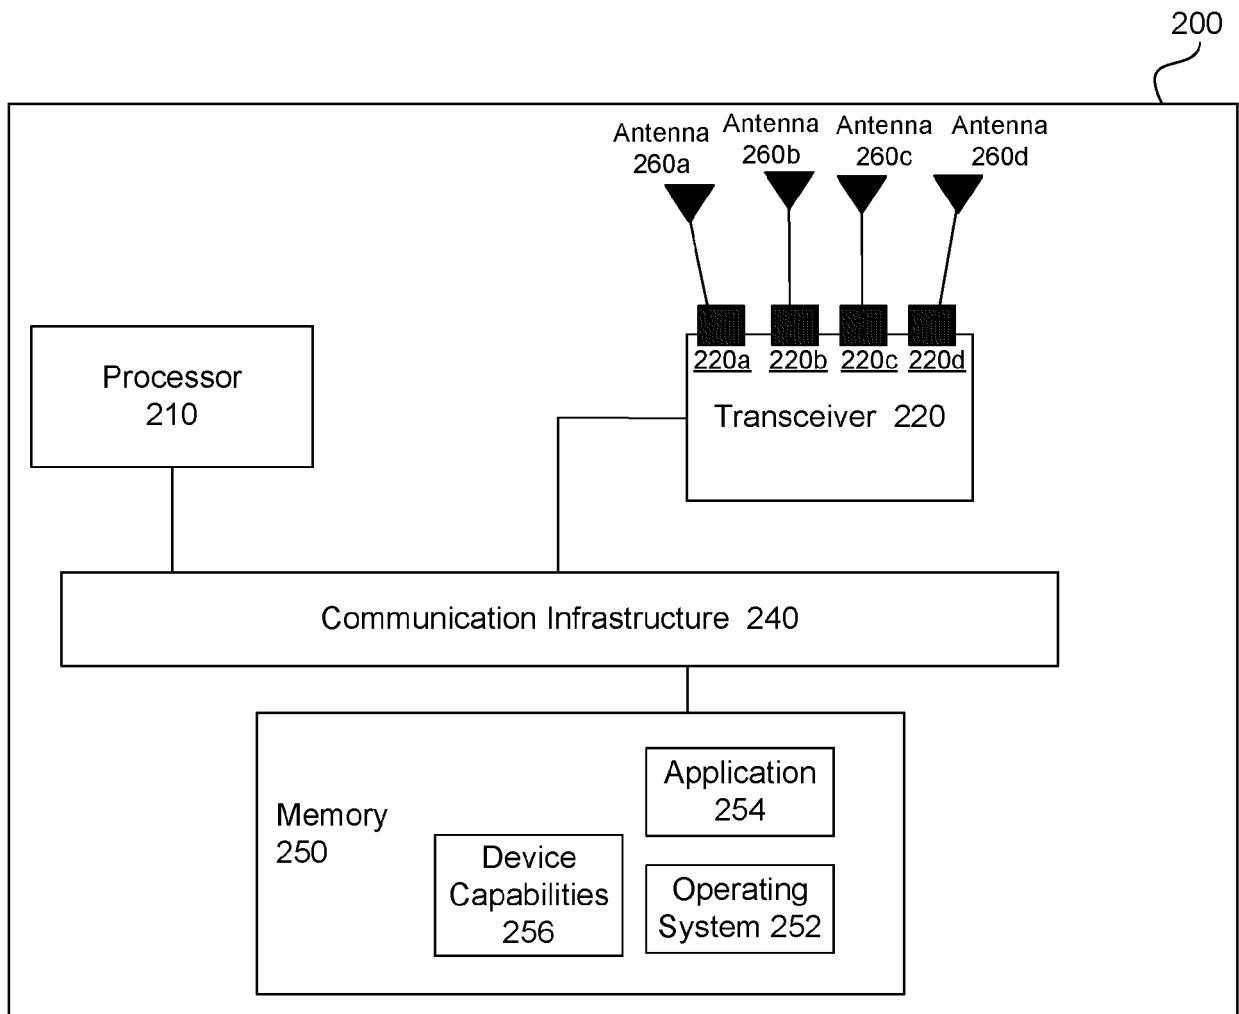 200
Antenna
260a
Antenna
260b
Antenna
260c
Antenna
260d
220a 220b 220c 220d
Transceiver 220
Processor
210
Communication Infrastructure 240
Memory
250
Application
254
Device
Capabilities
256
Operating
System 252